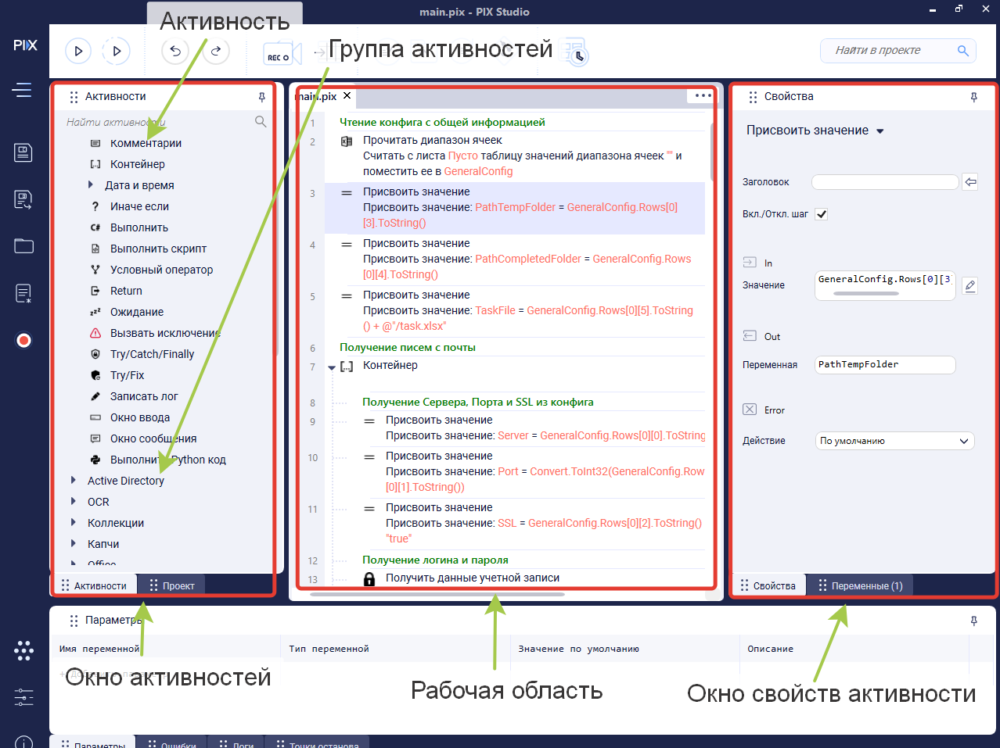 main.pix - PIX Studio
Активность
Группа активностей
PIX
REC
Найти в проекте
Активности
Найти активности
Комментарии
[..] Контейнер
Дата и время
? Иначе если
C# Выполнить
Выполнить скрипт
Условный оператор
Return
Ожидание
Вызвать исключение
Try/Catch/Finally
Try/Fix
Записать лог
Окно ввода
Окно сообщения
Выполнить Python код
Active Directory
OCR
Коллекции
Капчи
Office
Активности
Проект
main.pix
1 Чтение конфига с общей информацией
2 Прочитать диапазон ячеек
Считать с листа Пусто таблицу значений диапазона ячеек "" и
поместить ее в GeneralConfig
3 = Присвоить значение
Присвоить значение: PathTempFolder = GeneralConfig.Rows[0]
[3].ToString()
4 = Присвоить значение
Присвоить значение: PathCompletedFolder = GeneralConfig.Rows
[0][4].ToString()
5 = Присвоить значение
Присвоить значение: TaskFile = GeneralConfig.Rows[0][5].ToString
() + @"/task.xlsx"
6 Получение писем с почты
7 [...] Контейнер
8 Получение Сервера, Порта и SSL из конфига
9 = Присвоить значение
Присвоить значение: Server = GeneralConfig.Rows[0][0].ToString
10 = Присвоить значение
Присвоить значение: Port = Convert.ToInt32(GeneralConfig.Row
[0][1].ToString())
11 = Присвоить значение
Присвоить значение: SSL = GeneralConfig.Rows[0][2].ToString()
"true"
12 Получение логина и пароля
13 Получить данные учетной записи
Свойства
Присвоить значение
Заголовок
Вкл./Откл. шаг
In
Значение GeneralConfig.Rows[0][3
Out
Переменная PathTempFolder
Error
Действие По умолчанию
Свойства
Переменные (1)
Параметры
Имя переменной
Тип переменной
Значение по умолчанию
Описание
Окно активностей
Рабочая область
Окно свойств активности
Параметры
Ошибки
Логи
Точки останова